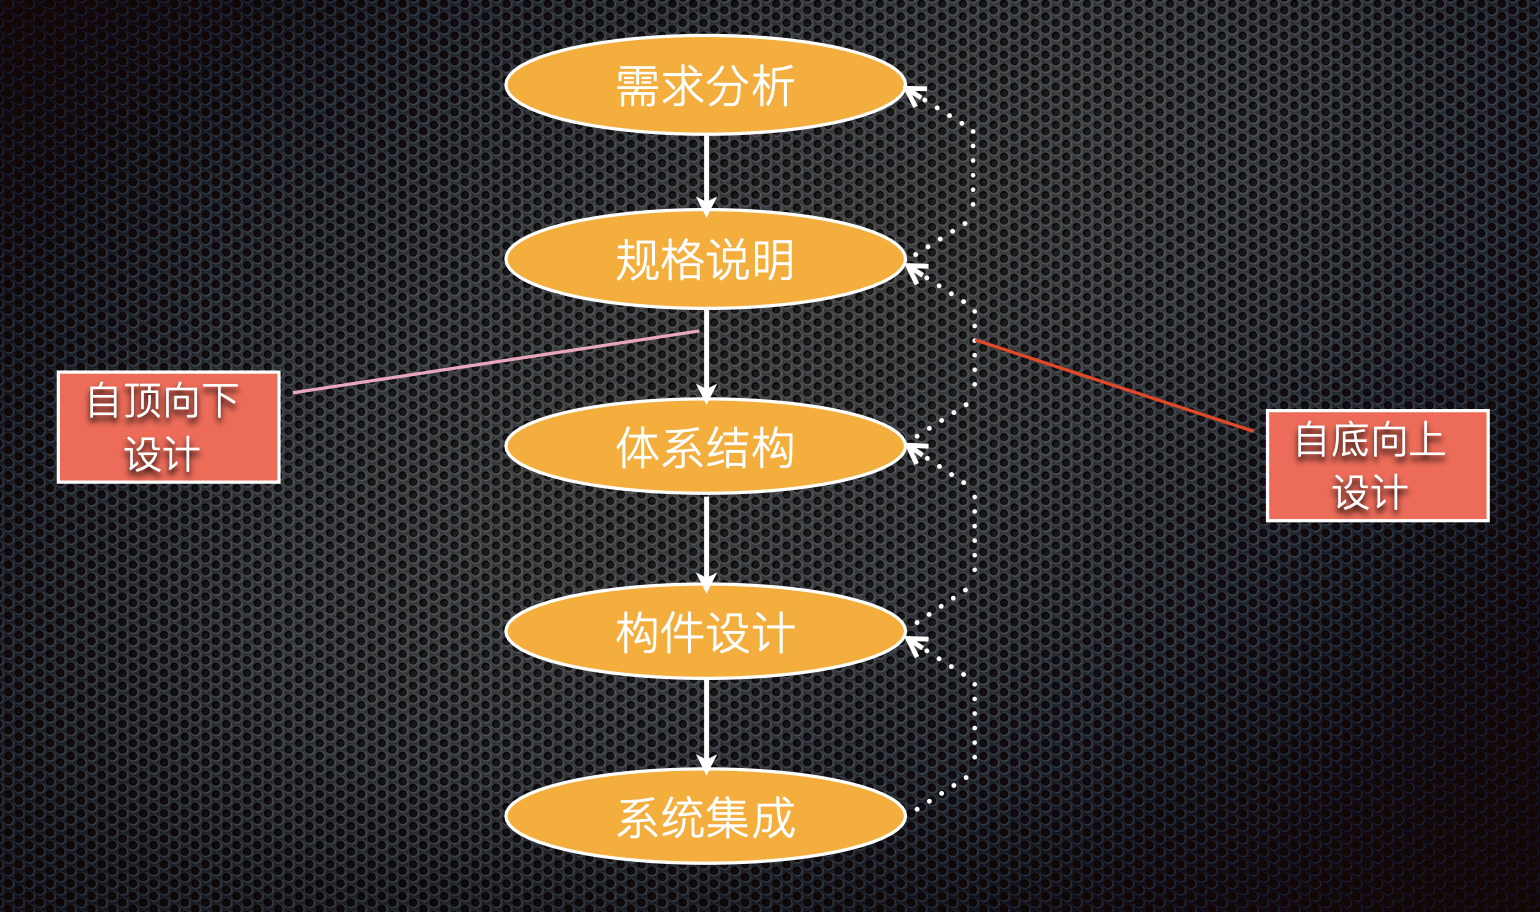 需求分析
规格说明
自顶向下
设计
体系结构
自底向上
设计
构件设计
系统集成